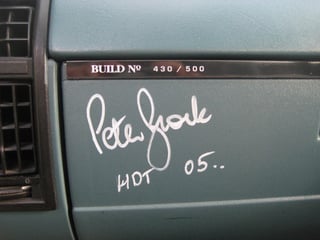 BUILD Nº 430 / 500
Peter Brock
HDT 05..